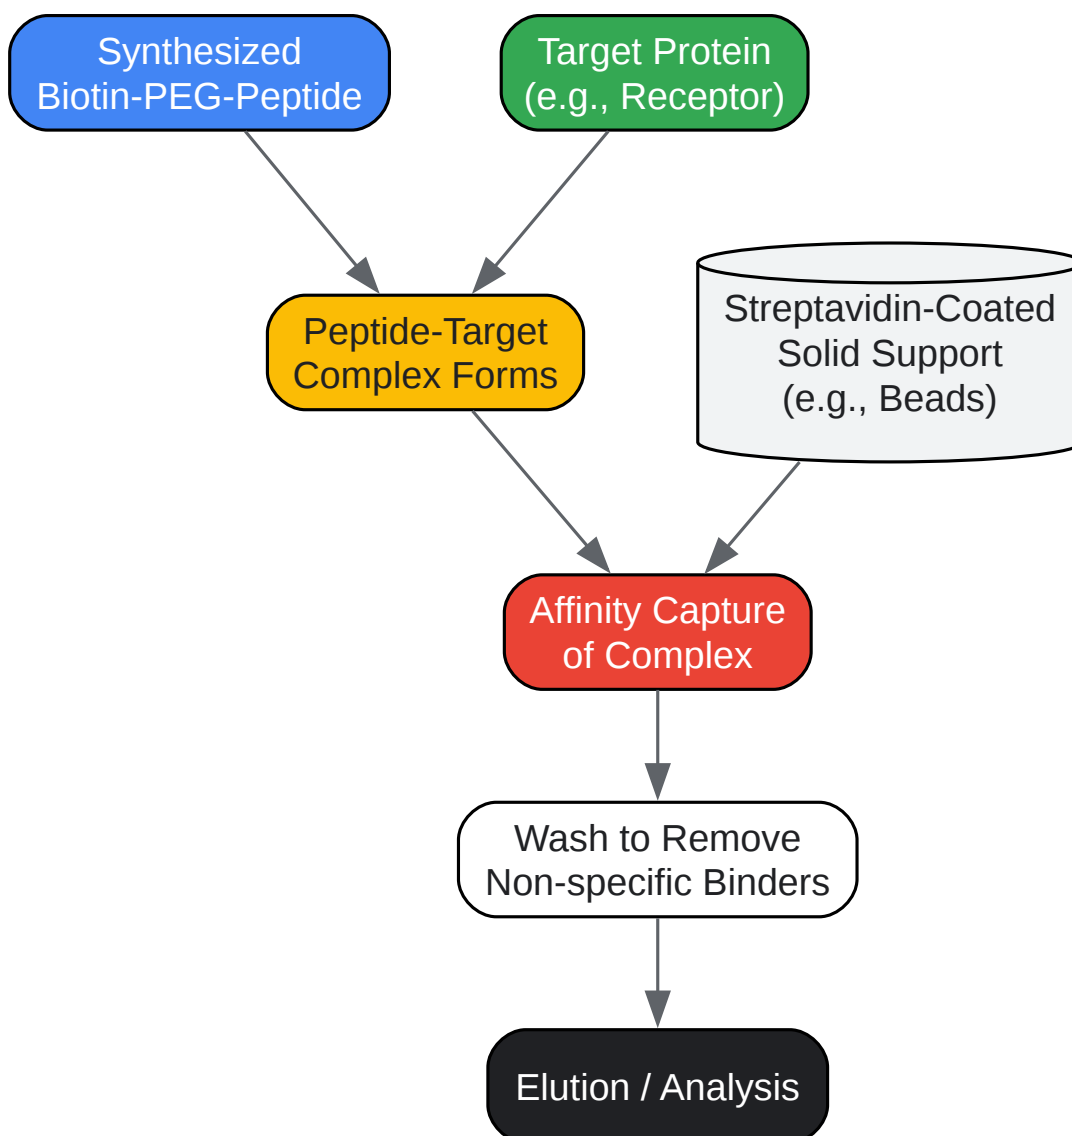 Synthesized
Biotin-PEG-Peptide
Target Protein
(e.g., Receptor)
Peptide-Target
Complex Forms
Streptavidin-Coated
Solid Support
(e.g., Beads)
Affinity Capture
of Complex
Wash to Remove
Non-specific Binders
Elution / Analysis